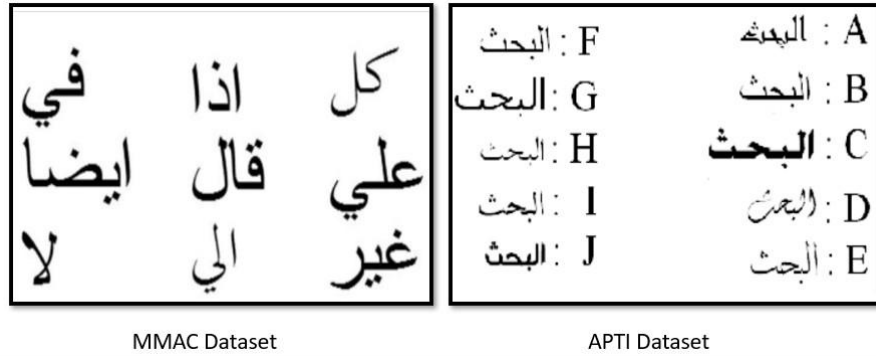 كل اذا في
علي قال ايضا
غير الي لا
MMAC Dataset
A : البحث
B : البحث
C : البحث
D : البحث
E : البحث
F : البحث
G : البحث
H : البحث
I : البحث
J : البحث
APTI Dataset